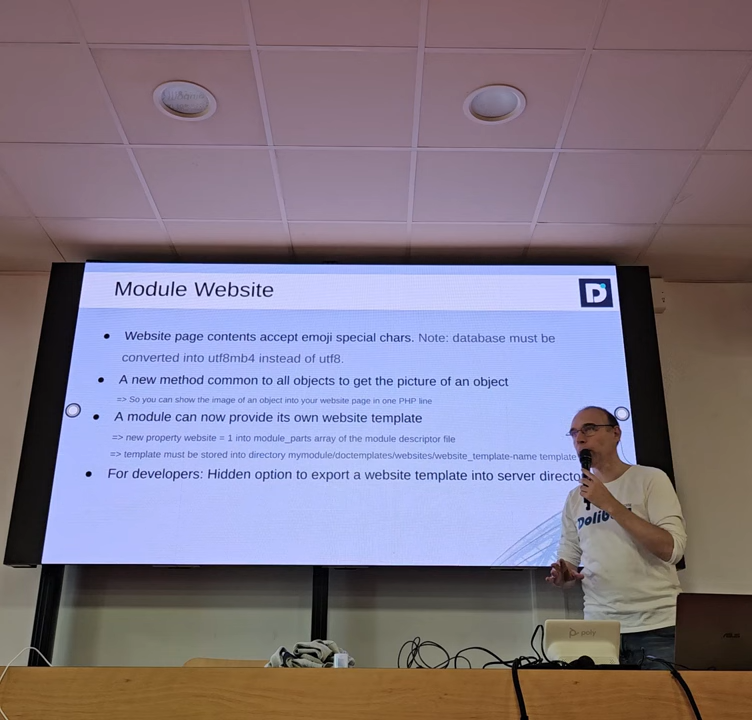 Module Website
D
Website page contents accept emoji special chars. Note: database must be
converted into utf8mb4 instead of utf8.
A new method common to all objects to get the picture of an object
=> So you can show the image of an object into your website page in one PHP line
A module can now provide its own website template
=> new property website = 1 into module_parts array of the module descriptor file
=> template must be stored into directory mymodule/doctemplates/websites/website_template-name template
For developers: Hidden option to export a website template into server directo
poly
ASUS